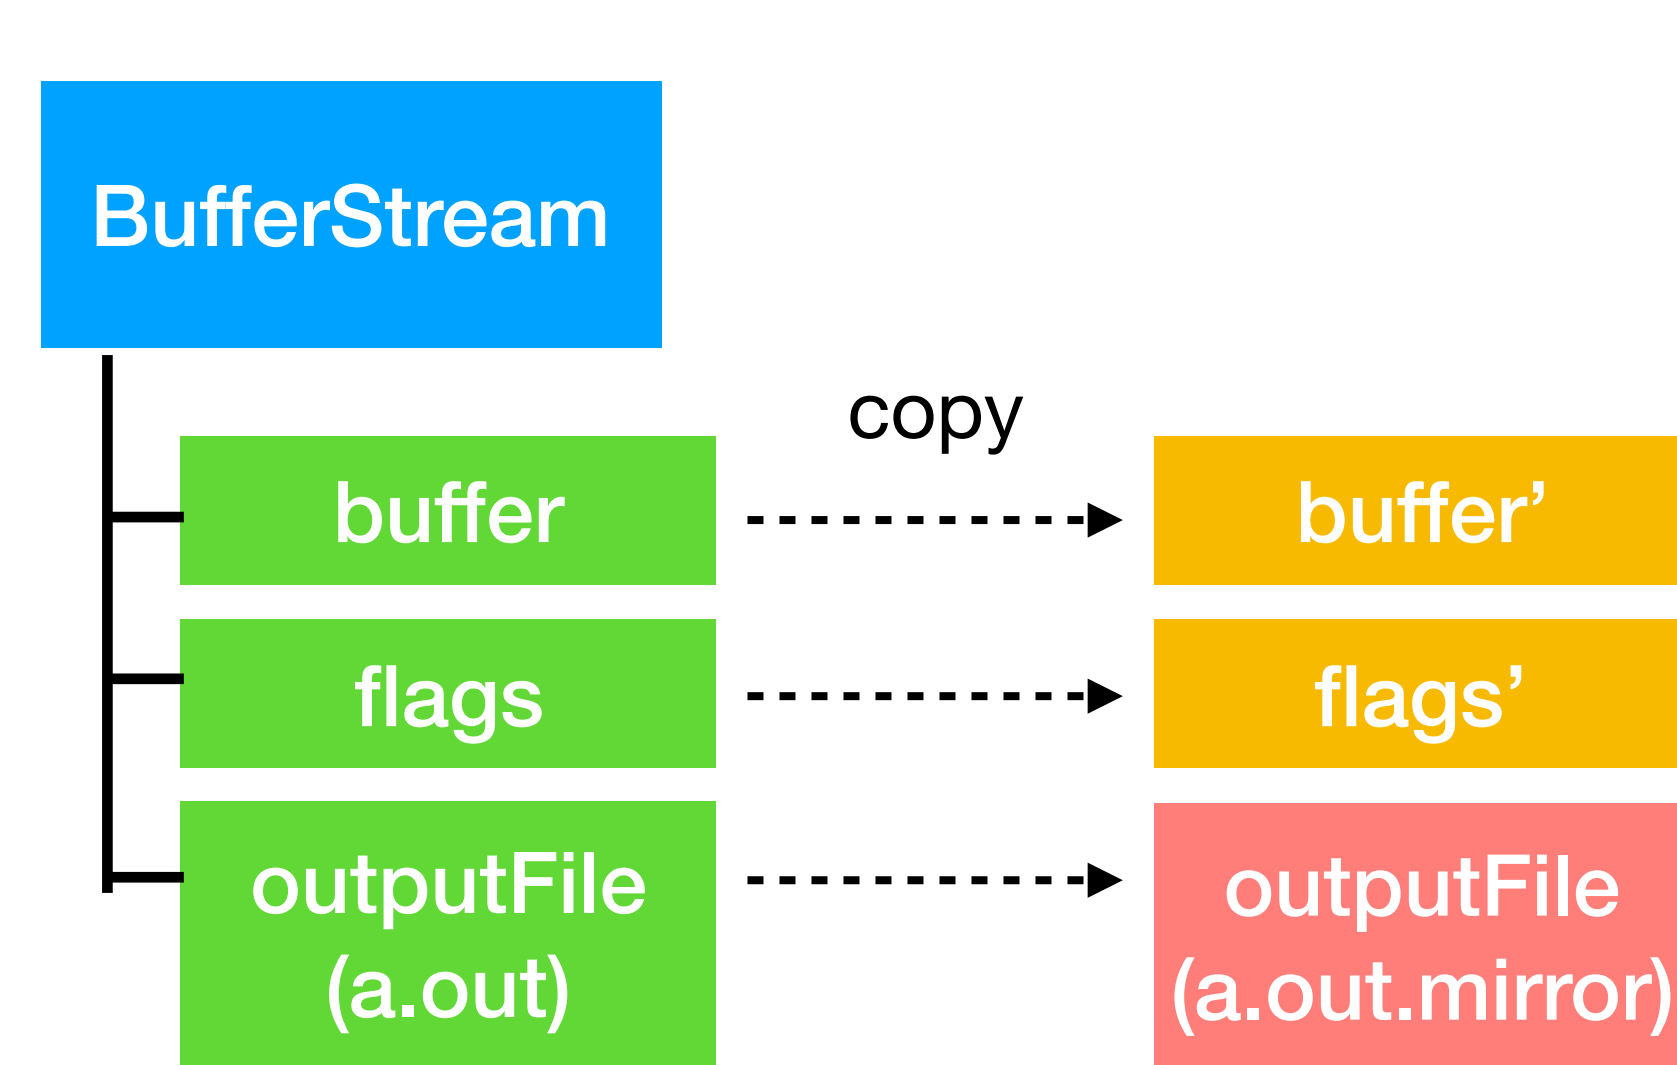 BufferStream
copy
buffer
buffer’
flags
flags’
outputFile
(a.out)
outputFile
(a.out.mirror)